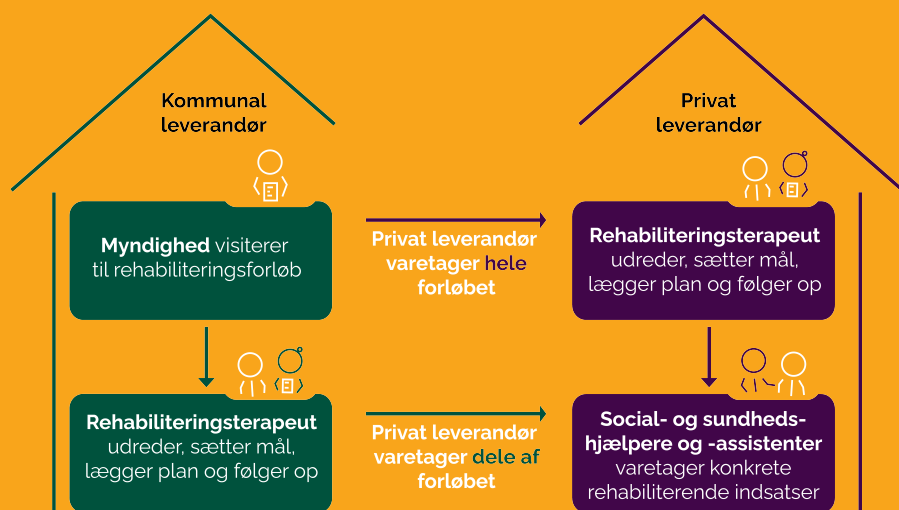 Kommunal
leverandør
Privat
leverandør
Myndighed visiterer
til rehabiliteringsforløb
Privat leverandør
varetager hele
forløbet
Rehabiliteringsterapeut
udreder, sætter mål,
lægger plan og følger op
Rehabiliteringsterapeut
udreder, sætter mål,
lægger plan og følger op
Privat leverandør
varetager dele af
forløbet
Social- og sundheds-
hjælpere og -assistenter
varetager konkrete
rehabiliterende indsatser